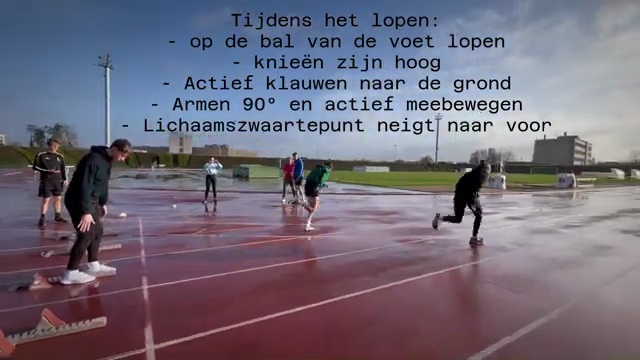 Tijdens het lopen:
- op de bal van de voet lopen
- knieën zijn hoog
- Actief klauwen naar de grond
- Armen 90° en actief meebewegen
- Lichaamszwaartepunt neigt naar voor